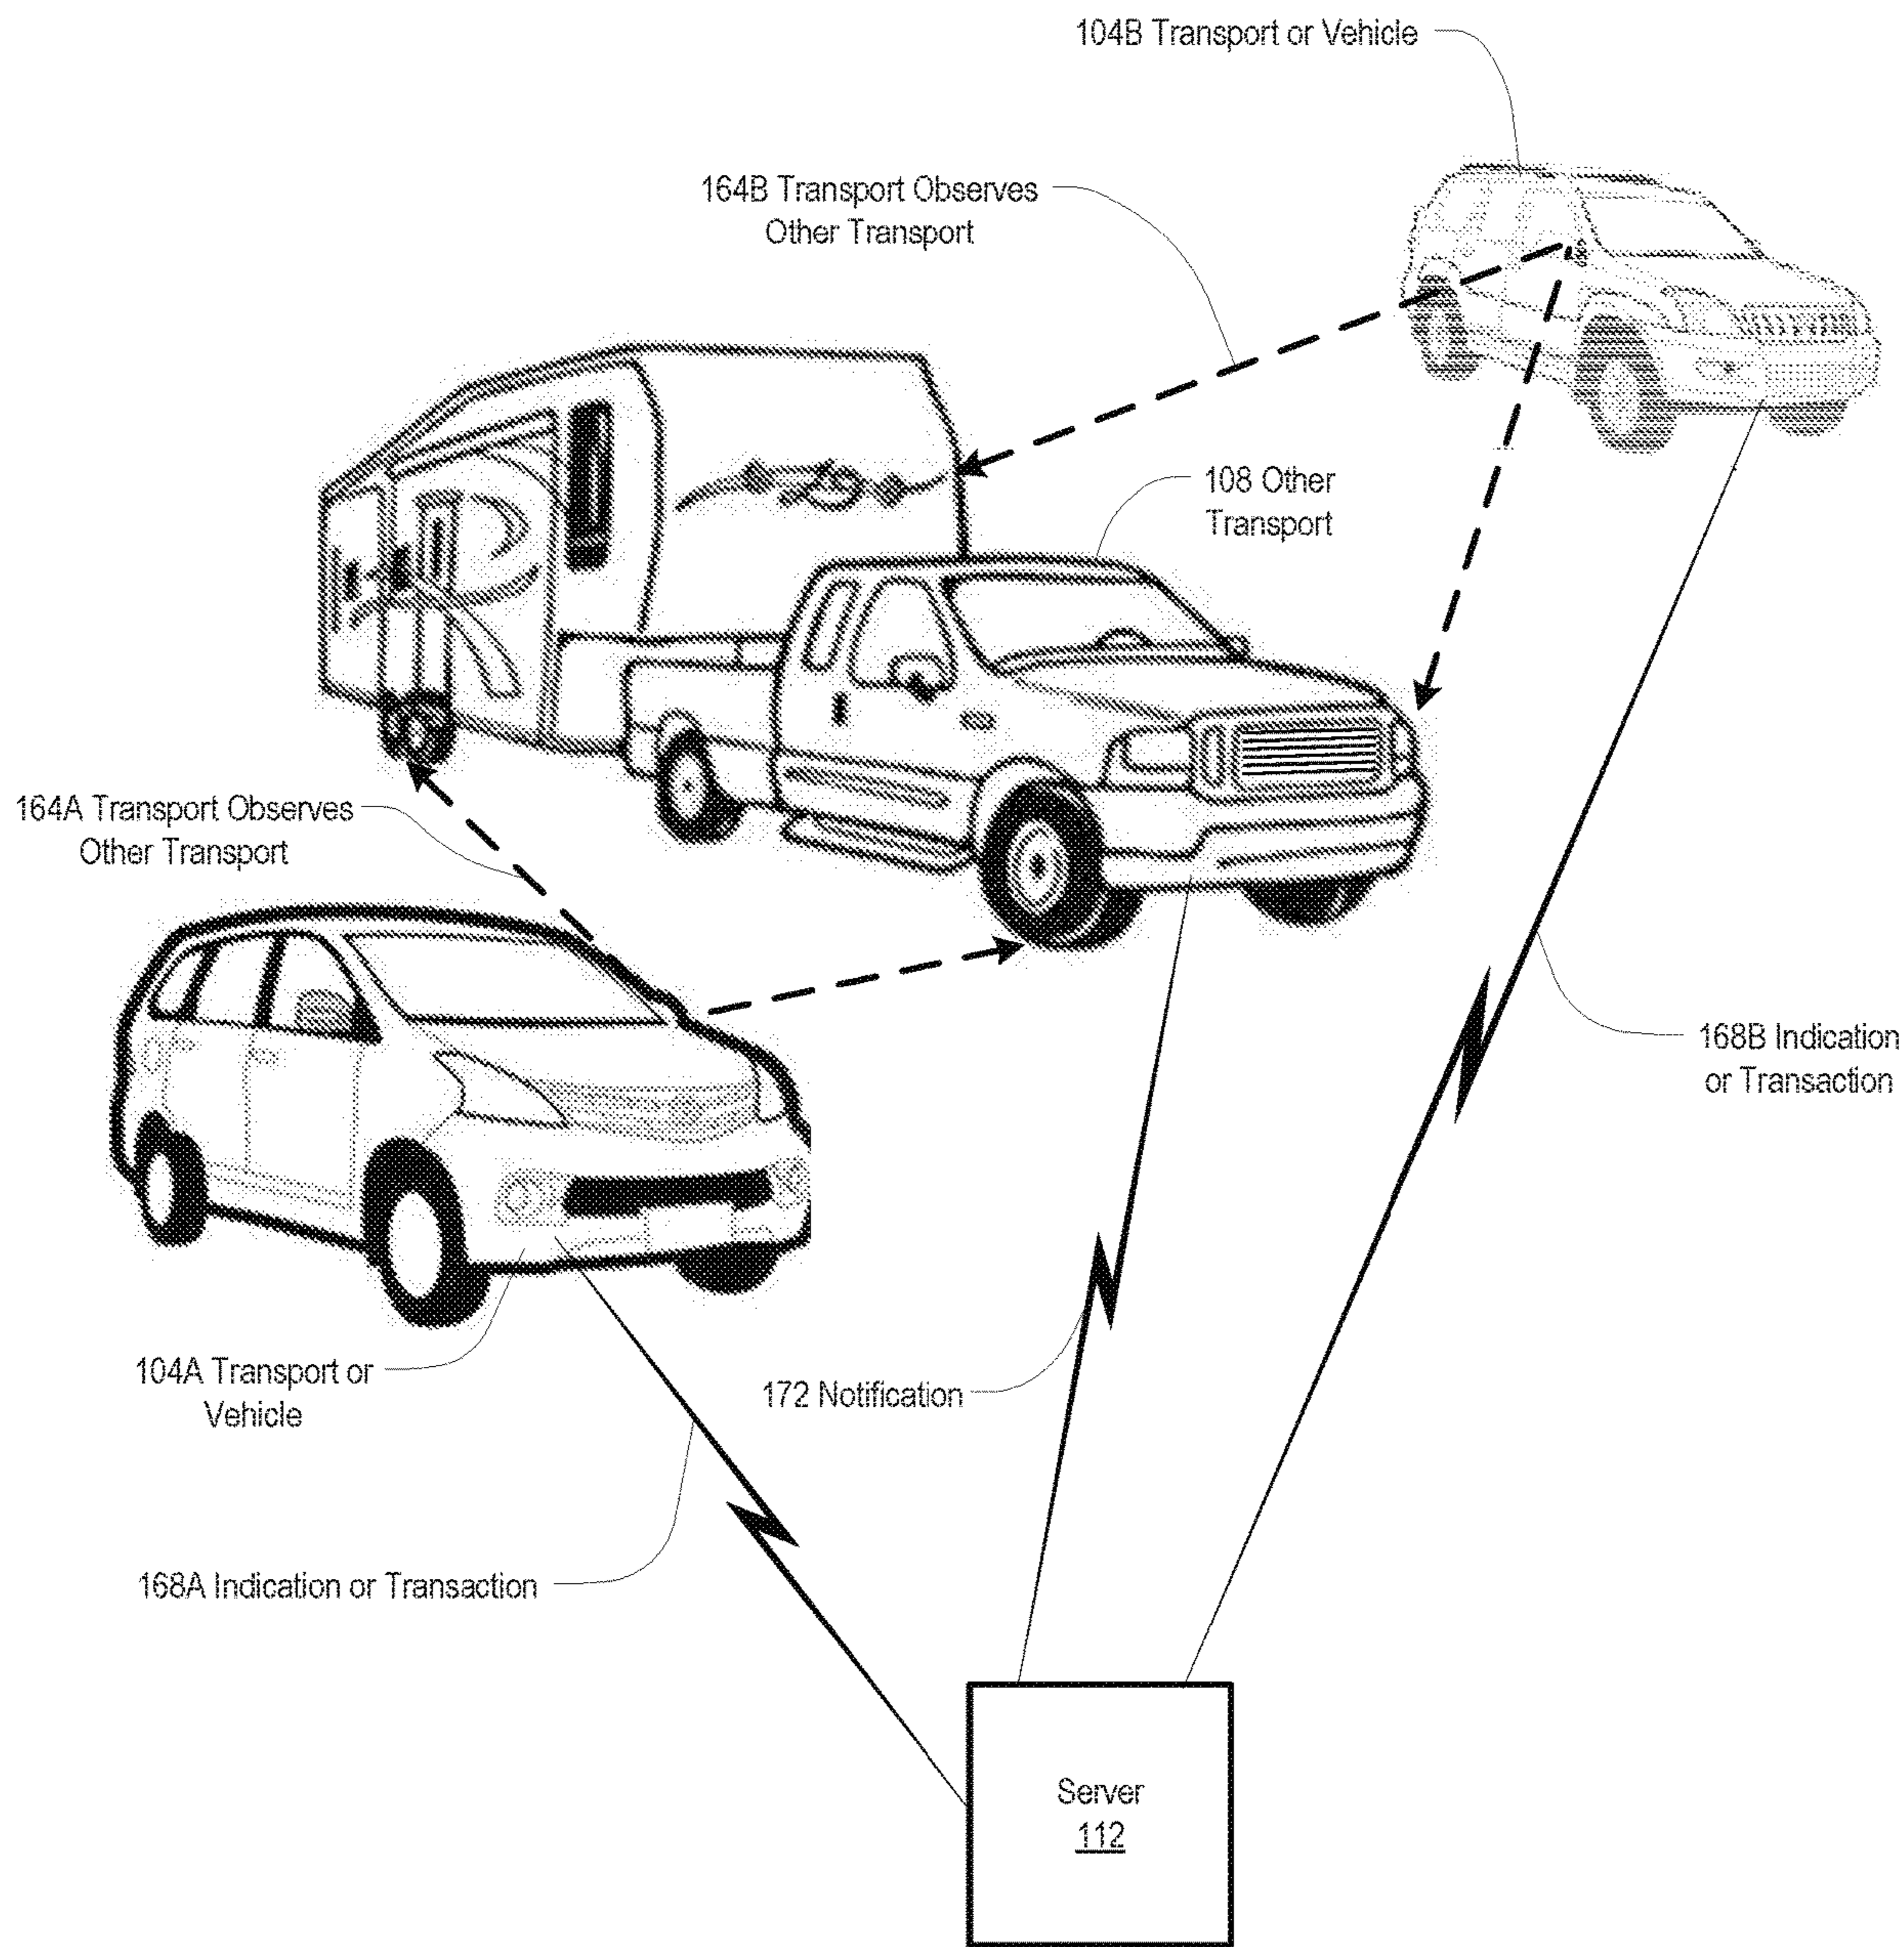 104B Transport or Vehicle
164B Transport Observes
Other Transport
108 Other
Transport
164A Transport Observes
Other Transport
168B Indication
or Transaction
104A Transport or
Vehicle
172 Notification
168A Indication or Transaction
Server
112